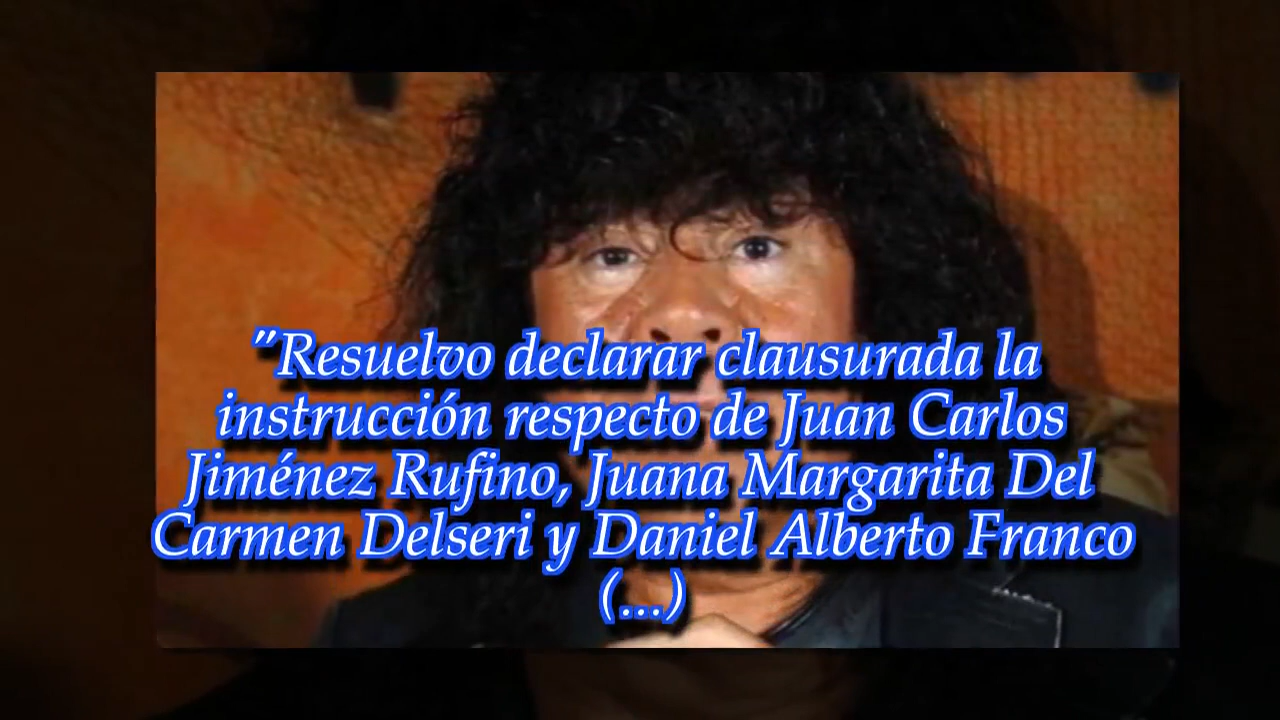 "Resuelvo declarar clausurada la
instrucción respecto de Juan Carlos
Jiménez Rufino, Juana Margarita Del
Carmen Delseri y Daniel Alberto Franco
(...)